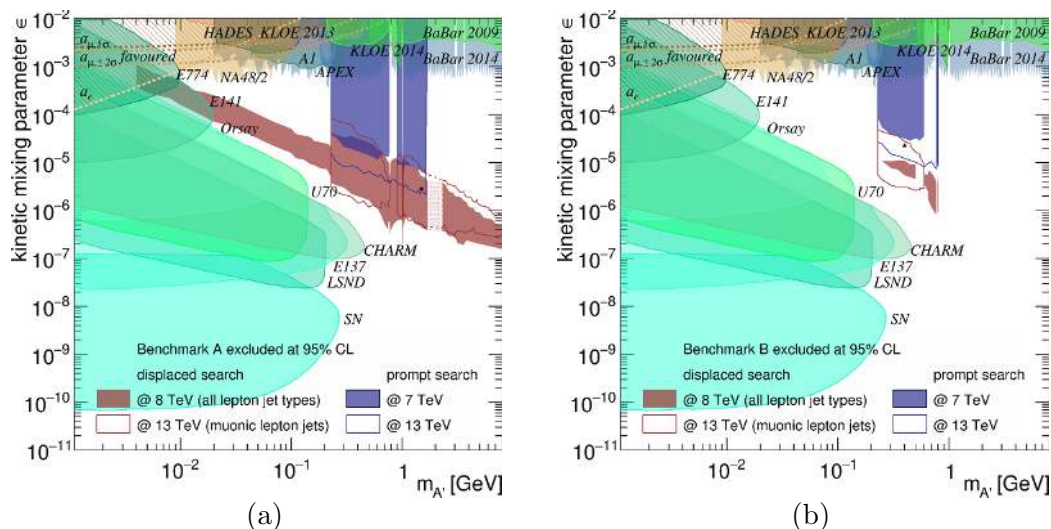 kinetic mixing parameter ϵ
10⁻²
10⁻³
10⁻⁴
10⁻⁵
10⁻⁶
10⁻⁷
10⁻⁸
10⁻⁹
10⁻¹⁰
10⁻¹¹
a_{μ,5σ}
a_{μ,±2σ} favoured
a_e
HADES KLOE 2013
KLOE 2014
BaBar 2009
BaBar 2014
A1
APEX
NA48/2
E774
E141
Orsay
U70
CHARM
E137
LSND
SN
Benchmark A excluded at 95% CL
displaced search
prompt search
@ 8 TeV (all lepton jet types)
@ 7 TeV
@ 13 TeV (muonic lepton jets)
@ 13 TeV
10⁻² 10⁻¹ 1
m_{A'} [GeV]
(a)
kinetic mixing parameter ϵ
10⁻²
10⁻³
10⁻⁴
10⁻⁵
10⁻⁶
10⁻⁷
10⁻⁸
10⁻⁹
10⁻¹⁰
10⁻¹¹
a_{μ,5σ}
a_{μ,±2σ} favoured
a_e
HADES KLOE 2013
KLOE 2014
BaBar 2009
BaBar 2014
A1
APEX
NA48/2
E774
E141
Orsay
U70
CHARM
E137
LSND
SN
Benchmark B excluded at 95% CL
displaced search
prompt search
@ 8 TeV (all lepton jet types)
@ 7 TeV
@ 13 TeV (muonic lepton jets)
@ 13 TeV
10⁻² 10⁻¹ 1
m_{A'} [GeV]
(b)